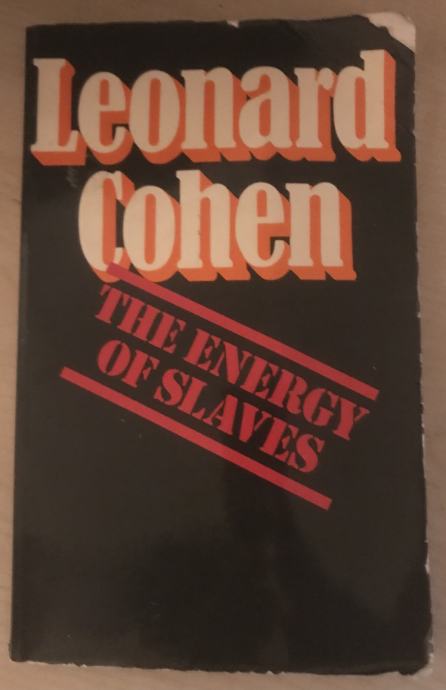 Leonard
Cohen
THE ENERGY
OF SLAVES